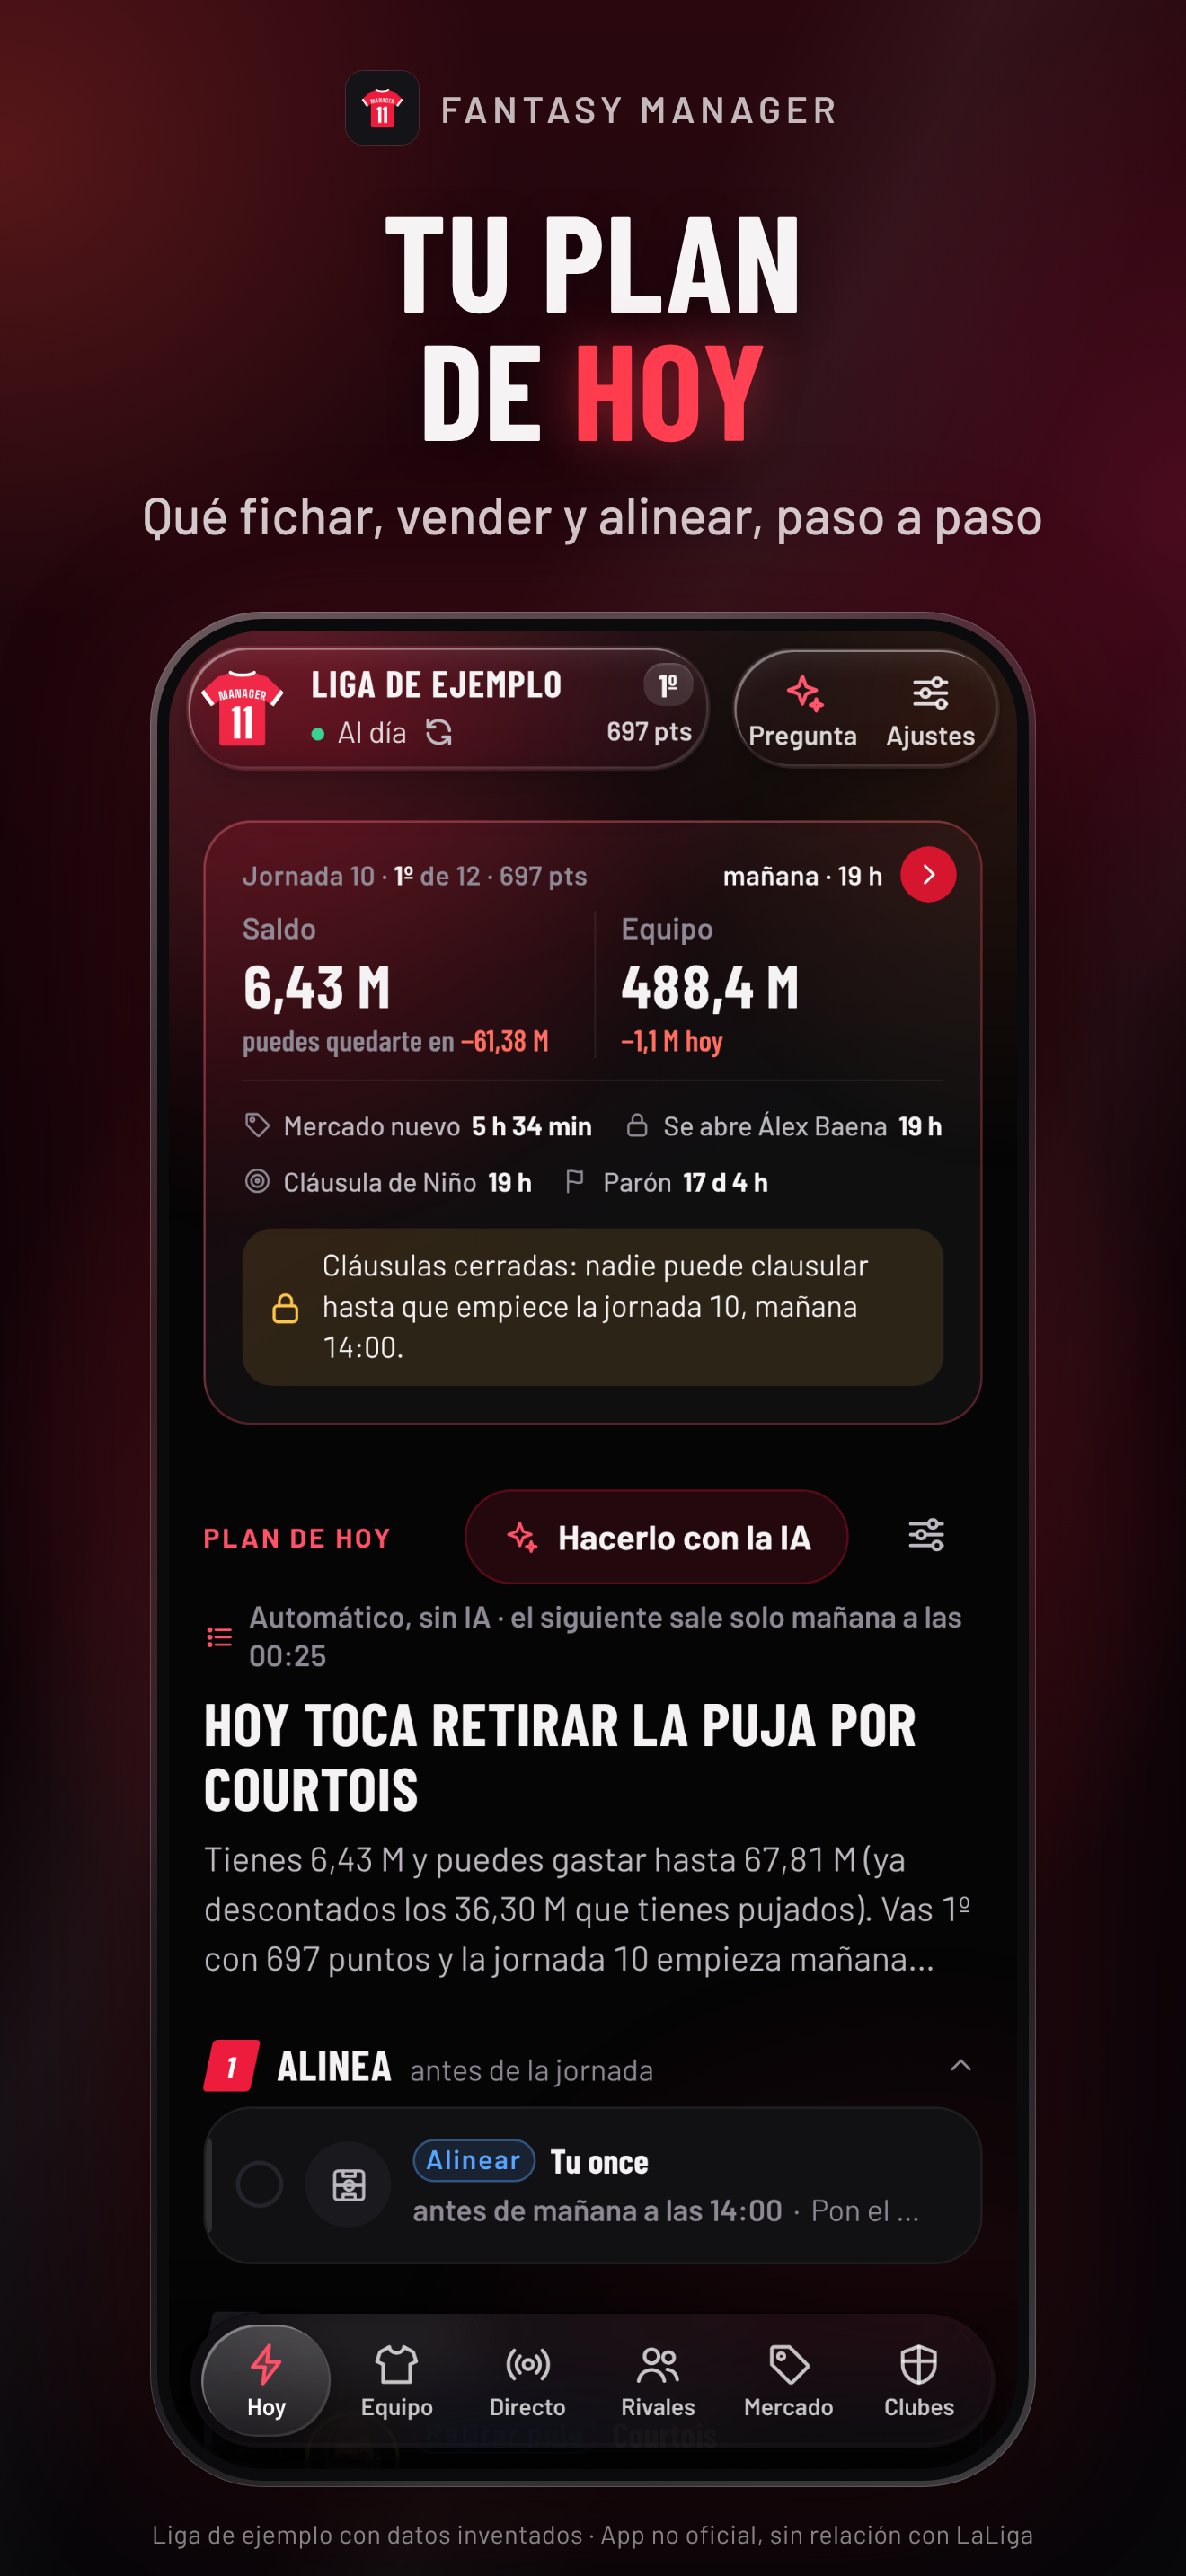 MANAGER
11
FANTASY MANAGER
TU PLAN
DE HOY
Qué fichar, vender y alinear, paso a paso
MANAGER
11
LIGA DE EJEMPLO
1º
Al día
697 pts
Pregunta
Ajustes
Jornada 10 · 1º de 12 · 697 pts
mañana · 19 h
Saldo
Equipo
6,43 M
488,4 M
puedes quedarte en −61,38 M
−1,1 M hoy
Mercado nuevo 5 h 34 min
Se abre Álex Baena 19 h
Cláusula de Niño 19 h
Parón 17 d 4 h
Cláusulas cerradas: nadie puede clausular
hasta que empiece la jornada 10, mañana
14:00.
PLAN DE HOY
Hacerlo con la IA
Automático, sin IA · el siguiente sale solo mañana a las
00:25
HOY TOCA RETIRAR LA PUJA POR
COURTOIS
Tienes 6,43 M y puedes gastar hasta 67,81 M (ya
descontados los 36,30 M que tienes pujados). Vas 1º
con 697 puntos y la jornada 10 empieza mañana...
1 ALINEA antes de la jornada
Alinear Tu once
antes de mañana a las 14:00 · Pon el ...
Hoy
Equipo
Directo
Rivales
Mercado
Clubes
Retirar puja Courtois
Liga de ejemplo con datos inventados · App no oficial, sin relación con LaLiga